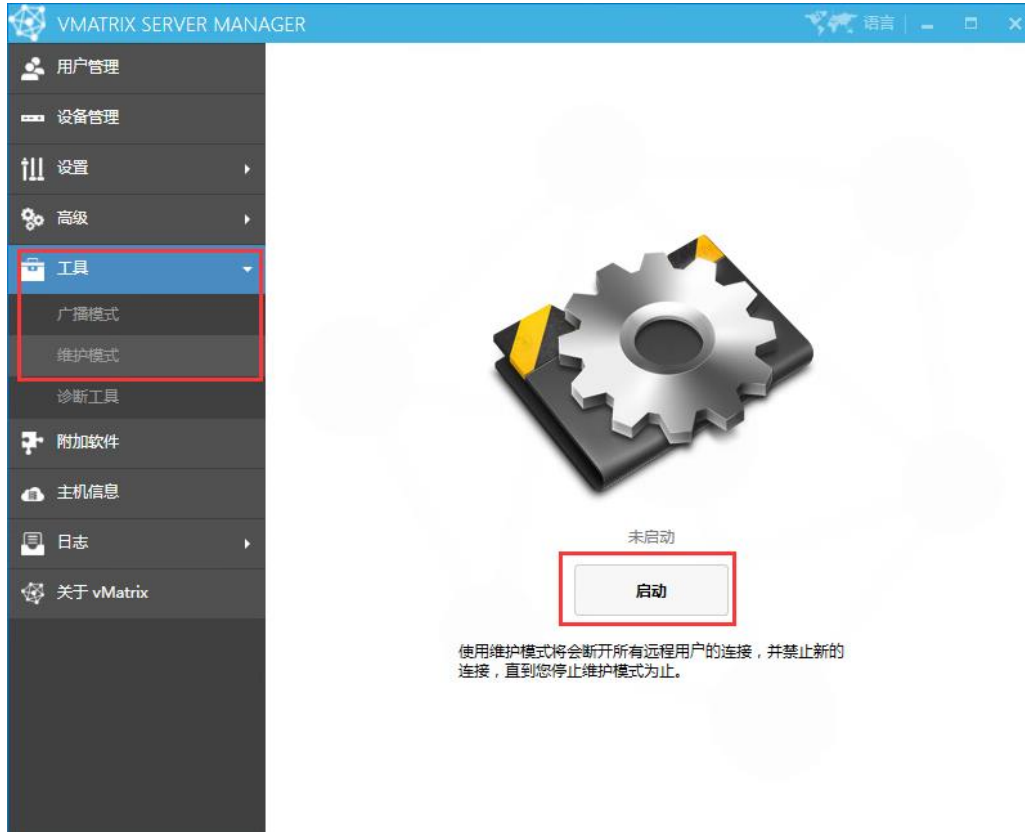 VMATRIX SERVER MANAGER
语言
用户管理
设备管理
设置
高级
工具
广播模式
维护模式
诊断工具
附加软件
主机信息
日志
关于 vMatrix
未启动
启动
使用维护模式将会断开所有远程用户的连接，并禁止新的
连接，直到您停止维护模式为止。